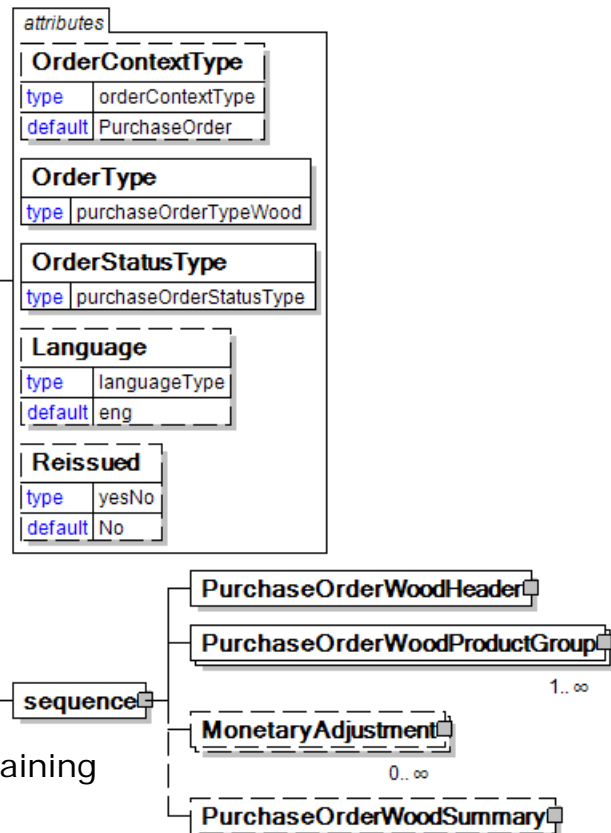 attributes
OrderContextType
type orderContextType
default PurchaseOrder
OrderType
type purchaseOrderTypeWood
OrderStatusType
type purchaseOrderStatusType
Language
type languageType
default eng
Reissued
type yesNo
default No
PurchaseOrderWoodHeader
PurchaseOrderWoodProductGroup
1.. ∞
sequence
MonetaryAdjustment
0.. ∞
aining
PurchaseOrderWoodSummary